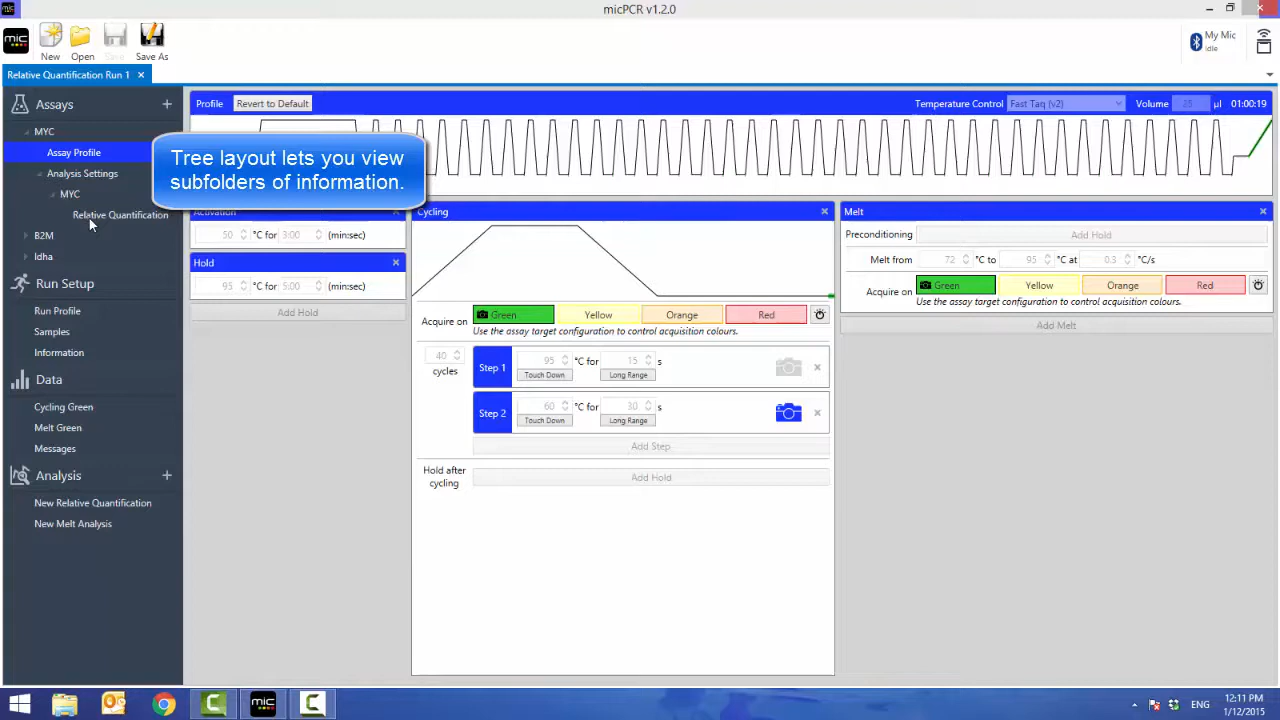 mic
micPCR v1.2.0
mic
New
Open
Save
Save As
My Mic
Idle
Relative Quantification Run 1 ×
Assays +
MYC
Assay Profile
Analysis Settings
MYC
Relative Quantification
B2M
Idha
Run Setup
Run Profile
Samples
Information
Data
Cycling Green
Melt Green
Messages
Analysis +
New Relative Quantification
New Melt Analysis
Profile
Revert to Default
Temperature Control
Fast Taq (v2)
Volume
25
µl
01:00:19
Tree layout lets you view
subfolders of information.
Activation
50 °C for 3:00 (min:sec)
Hold
95 °C for 5:00 (min:sec)
Add Hold
Cycling
Acquire on
Green
Yellow
Orange
Red
Use the assay target configuration to control acquisition colours.
40
cycles
Step 1
95 °C for 15 s
Touch Down
Long Range
Step 2
60 °C for 30 s
Touch Down
Long Range
Add Step
Hold after
cycling
Add Hold
Melt
Preconditioning
Add Hold
Melt from 72 °C to 95 °C at 0.3 °C/s
Acquire on
Green
Yellow
Orange
Red
Use the assay target configuration to control acquisition colours.
Add Melt
mic
ENG
12:11 PM
1/12/2015